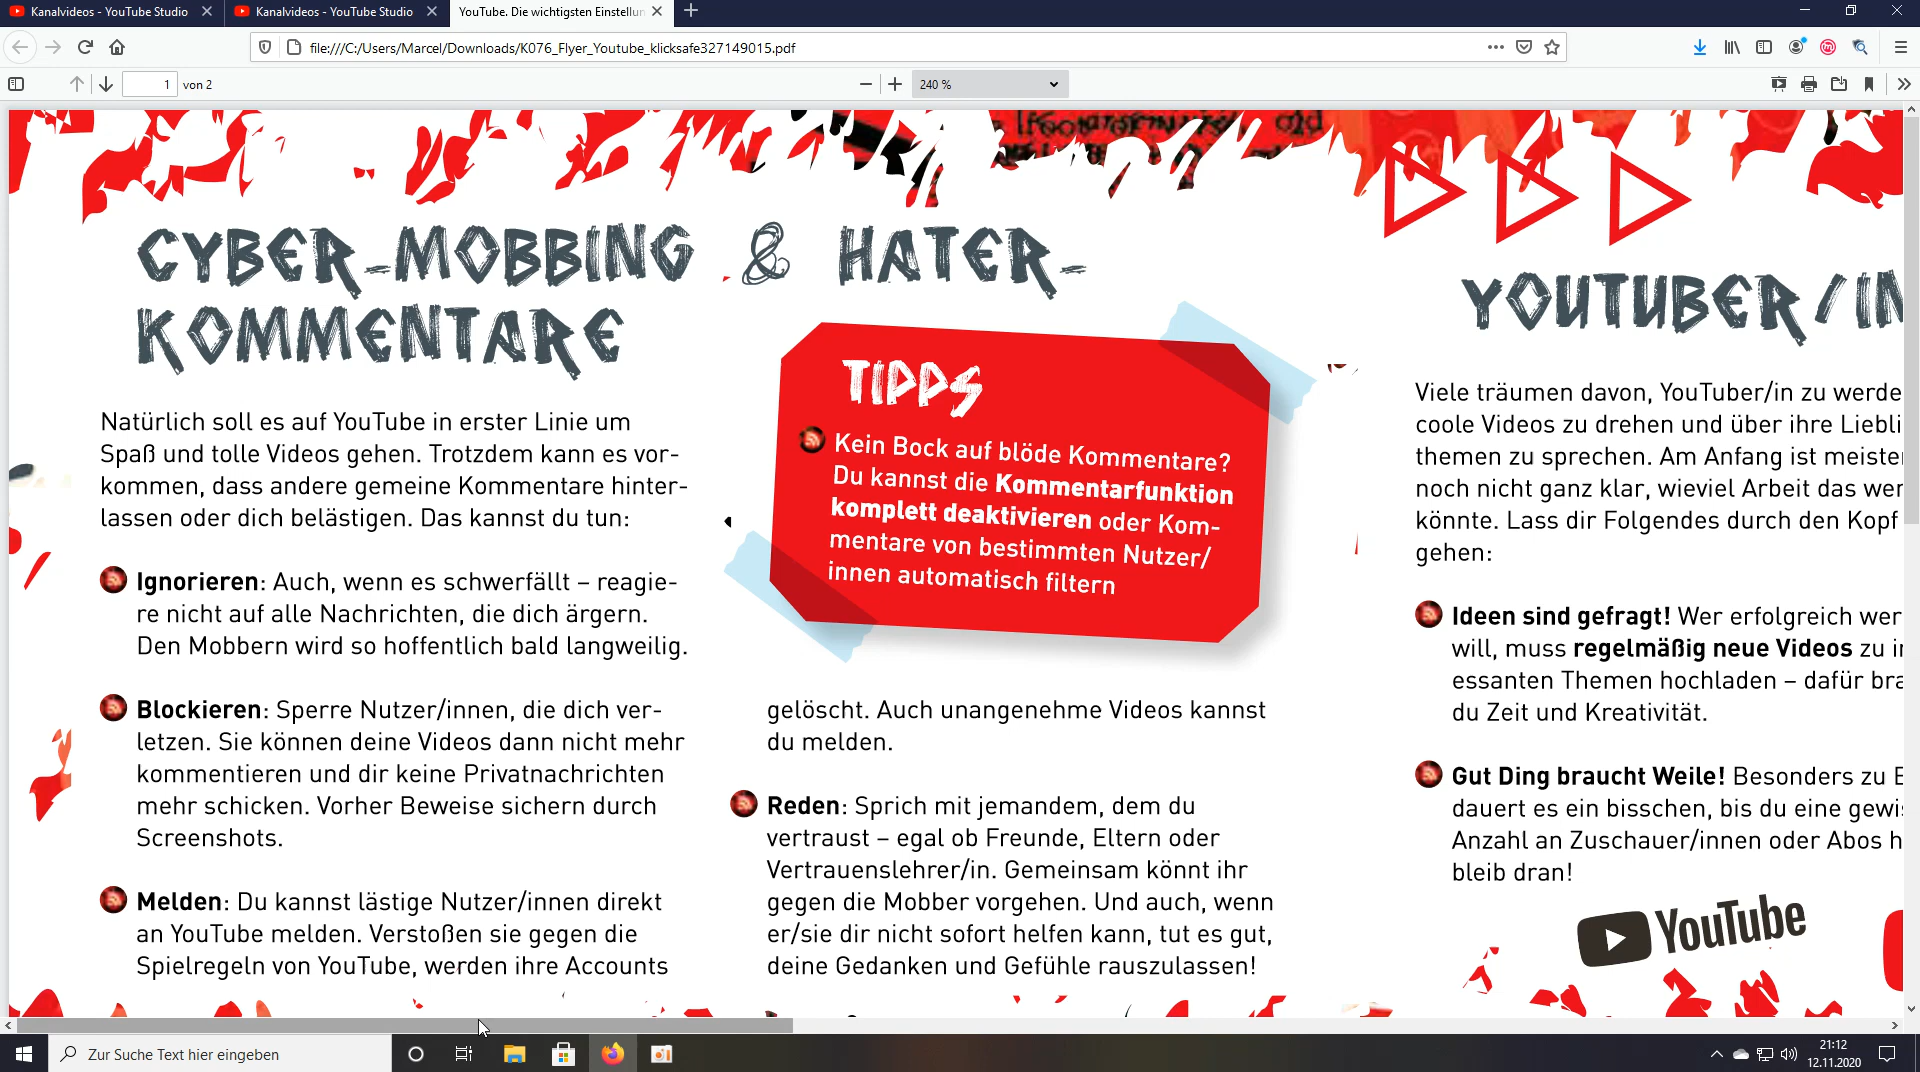 Kanalvideos - YouTube Studio
Kanalvideos - YouTube Studio
YouTube. Die wichtigsten Einstellun
file:///C:/Users/Marcel/Downloads/K076_Flyer_Youtube_klicksafe327149015.pdf
1 von 2
240 %
CYBER-MOBBING & HATER-
KOMMENTARE
Natürlich soll es auf YouTube in erster Linie um
Spaß und tolle Videos gehen. Trotzdem kann es vor-
kommen, dass andere gemeine Kommentare hinter-
lassen oder dich belästigen. Das kannst du tun:
Ignorieren: Auch, wenn es schwerfällt – reagie-
re nicht auf alle Nachrichten, die dich ärgern.
Den Mobbern wird so hoffentlich bald langweilig.
Blockieren: Sperre Nutzer/innen, die dich ver-
letzen. Sie können deine Videos dann nicht mehr
kommentieren und dir keine Privatnachrichten
mehr schicken. Vorher Beweise sichern durch
Screenshots.
Melden: Du kannst lästige Nutzer/innen direkt
an YouTube melden. Verstoßen sie gegen die
Spielregeln von YouTube, werden ihre Accounts
TIPPS
Kein Bock auf blöde Kommentare?
Du kannst die Kommentarfunktion
komplett deaktivieren oder Kom-
mentare von bestimmten Nutzer/
innen automatisch filtern
gelöscht. Auch unangenehme Videos kannst
du melden.
Reden: Sprich mit jemandem, dem du
vertraust – egal ob Freunde, Eltern oder
Vertrauenslehrer/in. Gemeinsam könnt ihr
gegen die Mobber vorgehen. Und auch, wenn
er/sie dir nicht sofort helfen kann, tut es gut,
deine Gedanken und Gefühle rauszulassen!
YOUTUBER/IN
Viele träumen davon, YouTuber/in zu werde
coole Videos zu drehen und über ihre Liebli
themen zu sprechen. Am Anfang ist meiste
noch nicht ganz klar, wieviel Arbeit das wer
könnte. Lass dir Folgendes durch den Kopf
gehen:
Ideen sind gefragt! Wer erfolgreich wer
will, muss regelmäßig neue Videos zu in
essanten Themen hochladen – dafür bra
du Zeit und Kreativität.
Gut Ding braucht Weile! Besonders zu B
dauert es ein bisschen, bis du eine gewi
Anzahl an Zuschauer/innen oder Abos h
bleib dran!
YouTube
Zur Suche Text hier eingeben
21:12
12.11.2020